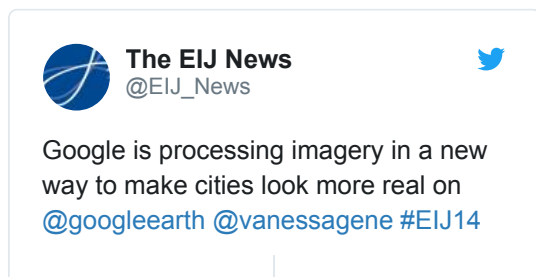 The EIJ News
@EIJ_News
Google is processing imagery in a new
way to make cities look more real on
@googleearth @vanessagene #EIJ14